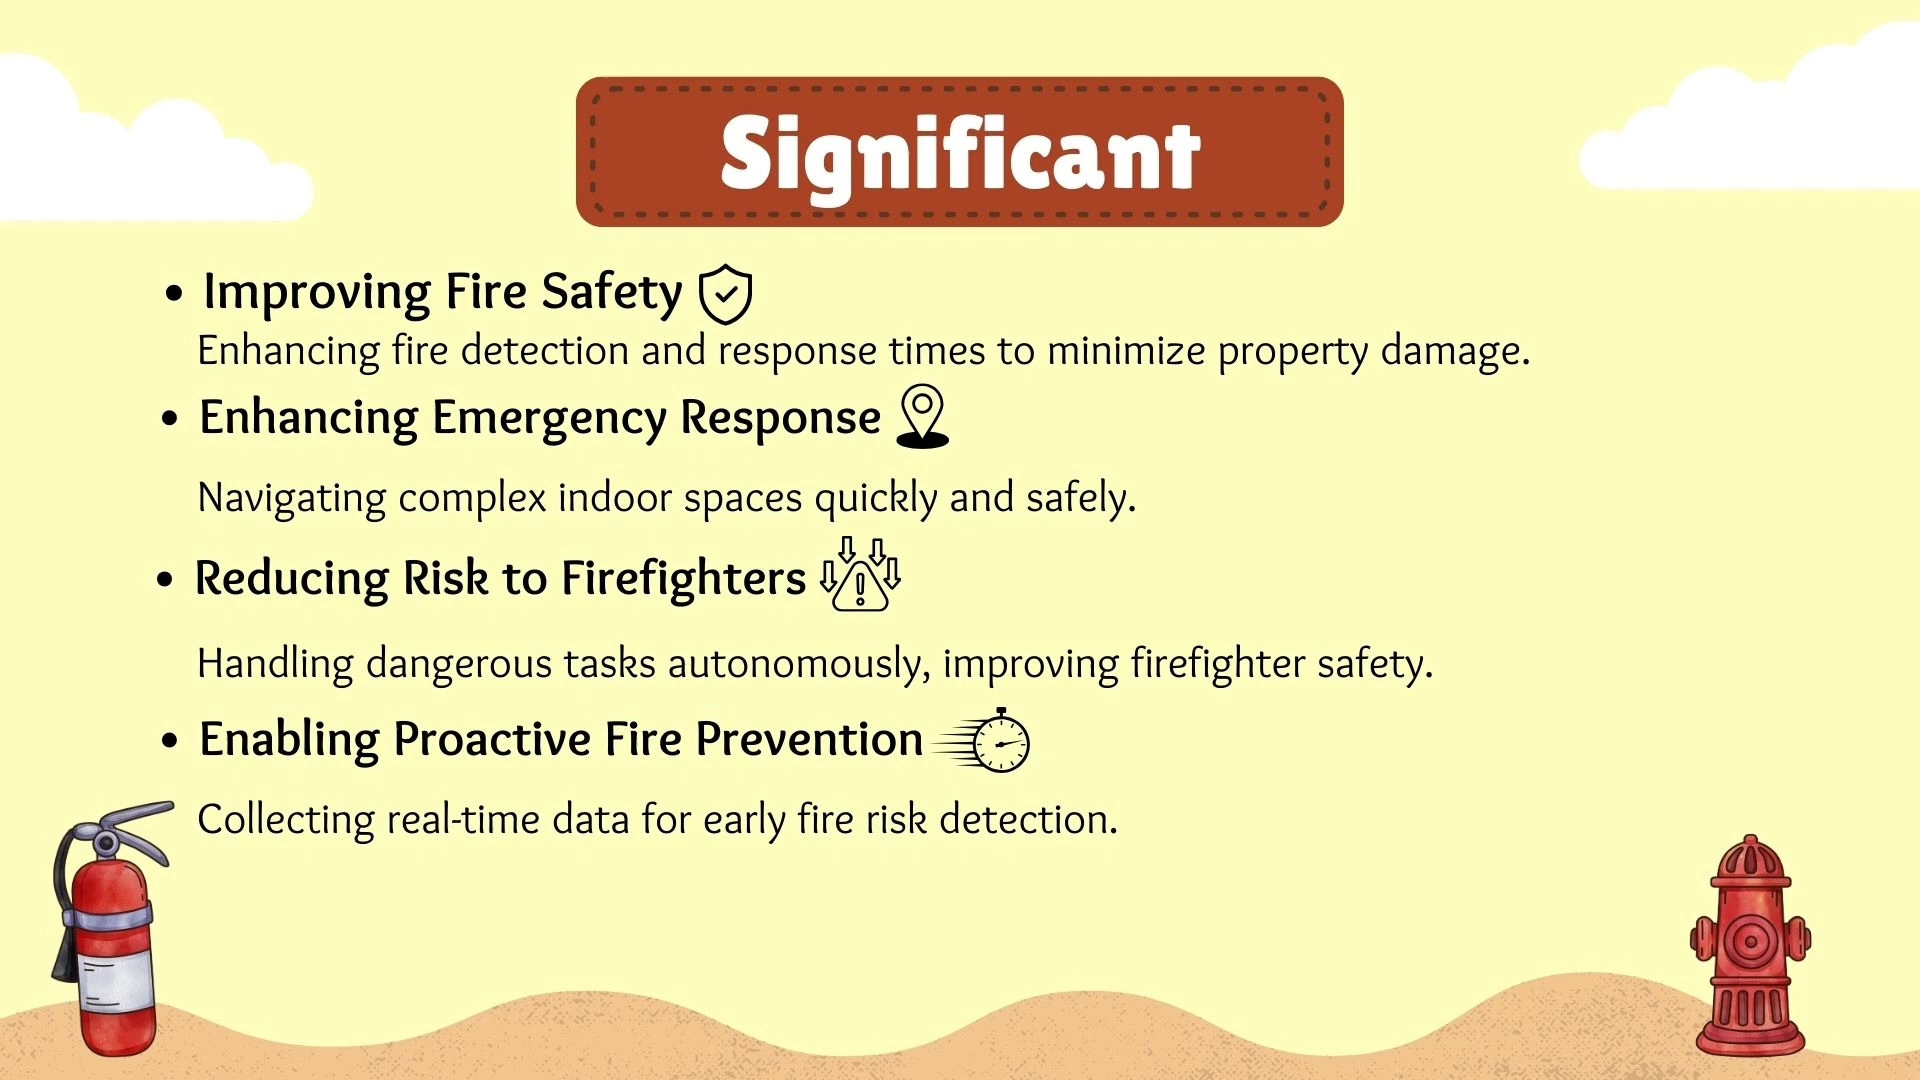 Significant
• Improving Fire Safety
Enhancing fire detection and response times to minimize property damage.
• Enhancing Emergency Response
Navigating complex indoor spaces quickly and safely.
• Reducing Risk to Firefighters
Handling dangerous tasks autonomously, improving firefighter safety.
• Enabling Proactive Fire Prevention
Collecting real-time data for early fire risk detection.